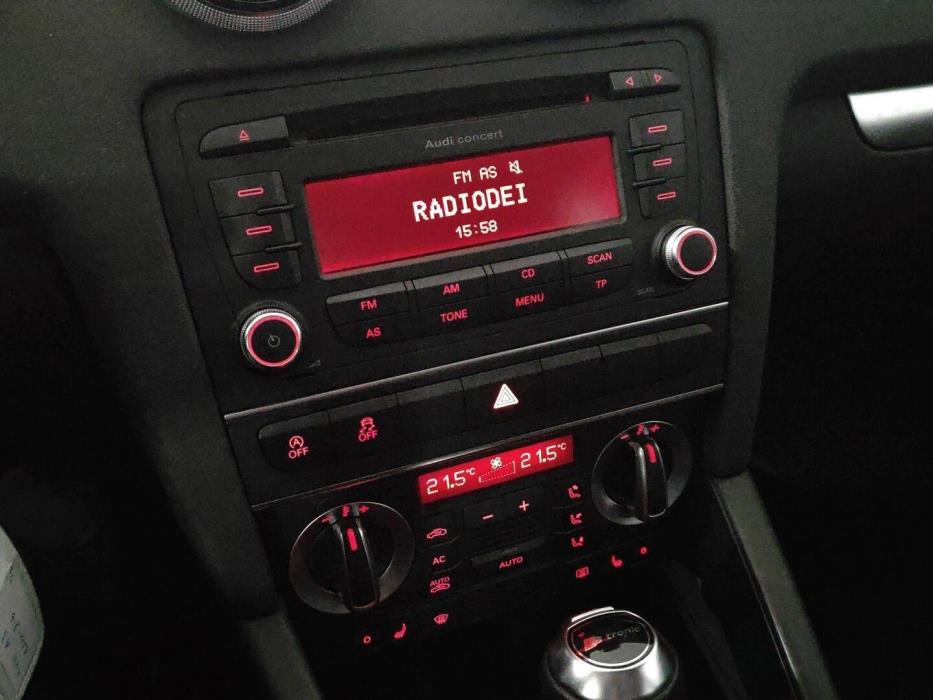 Audi concert
FM AS
RADIODEI
15:58
FM
AM
CD
SCAN
AS
TONE
MENU
TP
SCAN
A
OFF
OFF
21.5°C
21.5°C
- +
- +
- +
AC
AUTO
AUTO
S tronic